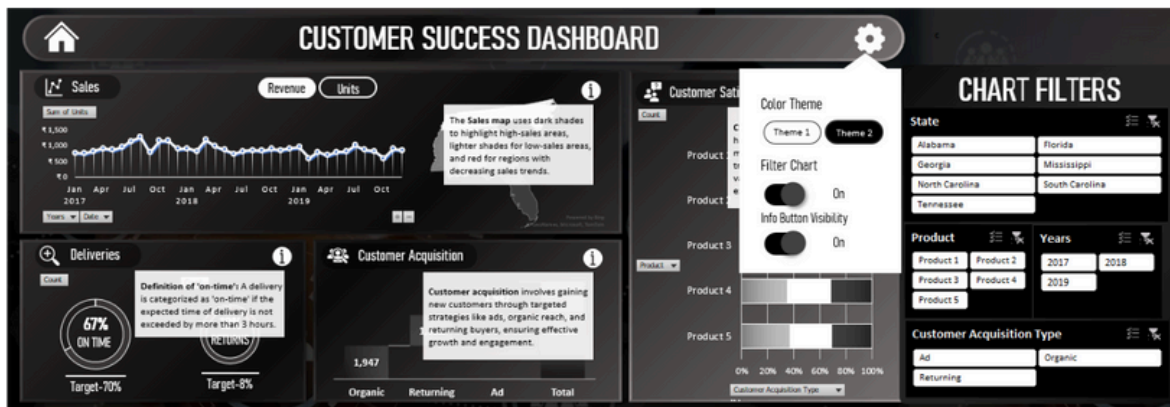 CUSTOMER SUCCESS DASHBOARD
Sales
Revenue
Units
Sum of Units
₹ 1,500
₹ 1,000
₹ 500
₹ 0
Jan Apr Jul Oct Jan Apr Jul Oct Jan Apr Jul Oct
2017 2018 2019
Years
Date
The Sales map uses dark shades
to highlight high-sales areas,
lighter shades for low-sales areas,
and red for regions with
decreasing sales trends.
Deliveries
Count
67%
ON TIME
Target-70%
Definition of 'on-time': A delivery
is categorized as 'on-time' if the
expected time of delivery is not
exceeded by more than 3 hours.
RETURNS
Target-8%
Customer Acquisition
Customer acquisition involves gaining
new customers through targeted
strategies like ads, organic reach, and
returning buyers, ensuring effective
growth and engagement.
1,947
Organic Returning Ad Total
Customer
Count
Product 3
Product
Product 4
Product 5
0% 20% 40% 60% 80% 100%
Customer Acquisition Type
Color Theme
Theme 1
Theme 2
Filter Chart
On
Info Button Visibility
On
CHART FILTERS
State
Alabama
Florida
Georgia
Mississippi
North Carolina
South Carolina
Tennessee
Product
Product 1
Product 2
Product 3
Product 4
Product 5
Years
2017
2018
2019
Customer Acquisition Type
Ad
Organic
Returning